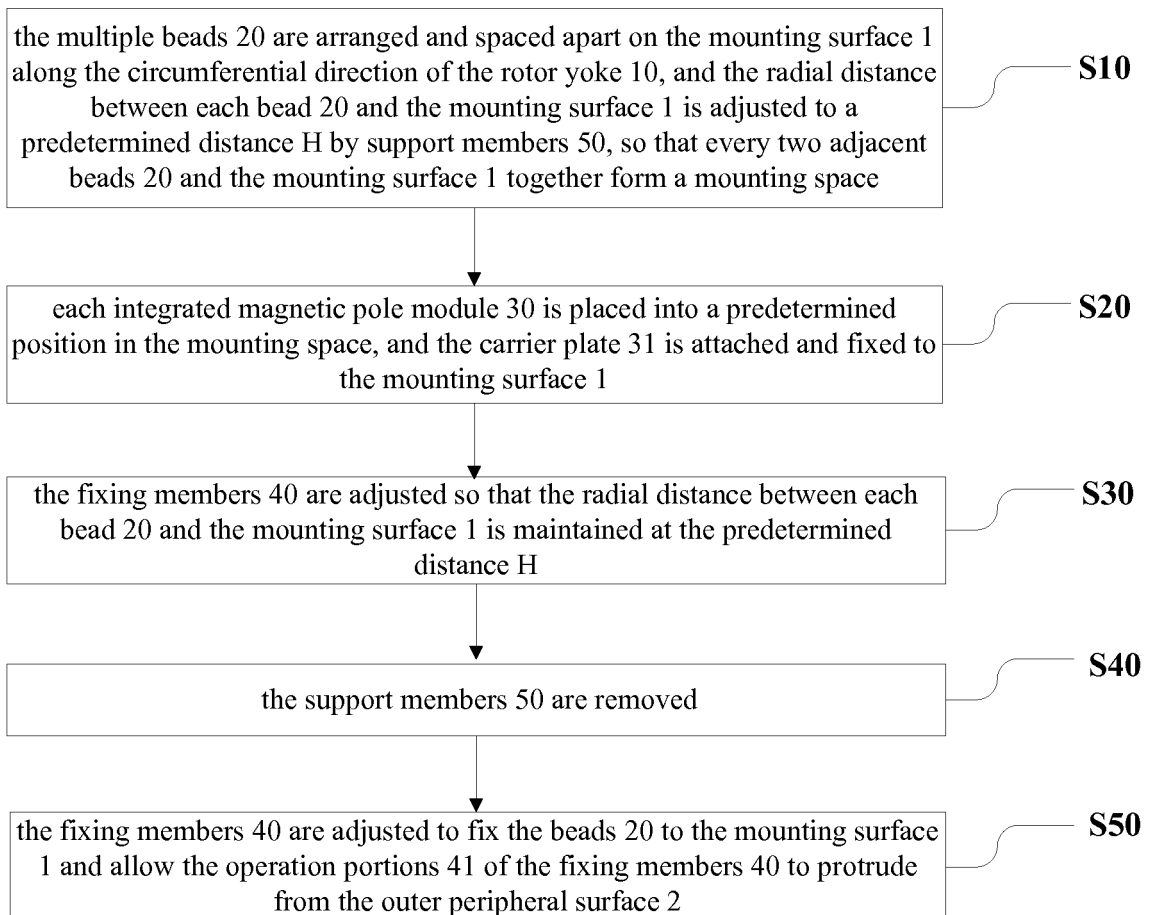 the multiple beads 20 are arranged and spaced apart on the mounting surface 1
along the circumferential direction of the rotor yoke 10, and the radial distance
between each bead 20 and the mounting surface 1 is adjusted to a
predetermined distance H by support members 50, so that every two adjacent
beads 20 and the mounting surface 1 together form a mounting space
S10
each integrated magnetic pole module 30 is placed into a predetermined
position in the mounting space, and the carrier plate 31 is attached and fixed to
the mounting surface 1
S20
the fixing members 40 are adjusted so that the radial distance between each
bead 20 and the mounting surface 1 is maintained at the predetermined
distance H
S30
the support members 50 are removed
S40
the fixing members 40 are adjusted to fix the beads 20 to the mounting surface
1 and allow the operation portions 41 of the fixing members 40 to protrude
from the outer peripheral surface 2
S50